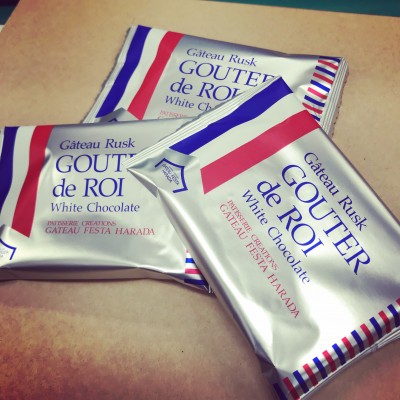 Gâteau Rusk
GOUTER
de ROI
White Chocolate
Gâteau Rusk
GOUTER
de ROI
White Chocolate
PATISSERIE CREATIONS
GATEAU FESTA HARADA
Gâteau Rusk
GOUTER
de ROI
White Chocolate
PATISSERIE CREATIONS
GATEAU FESTA HARADA